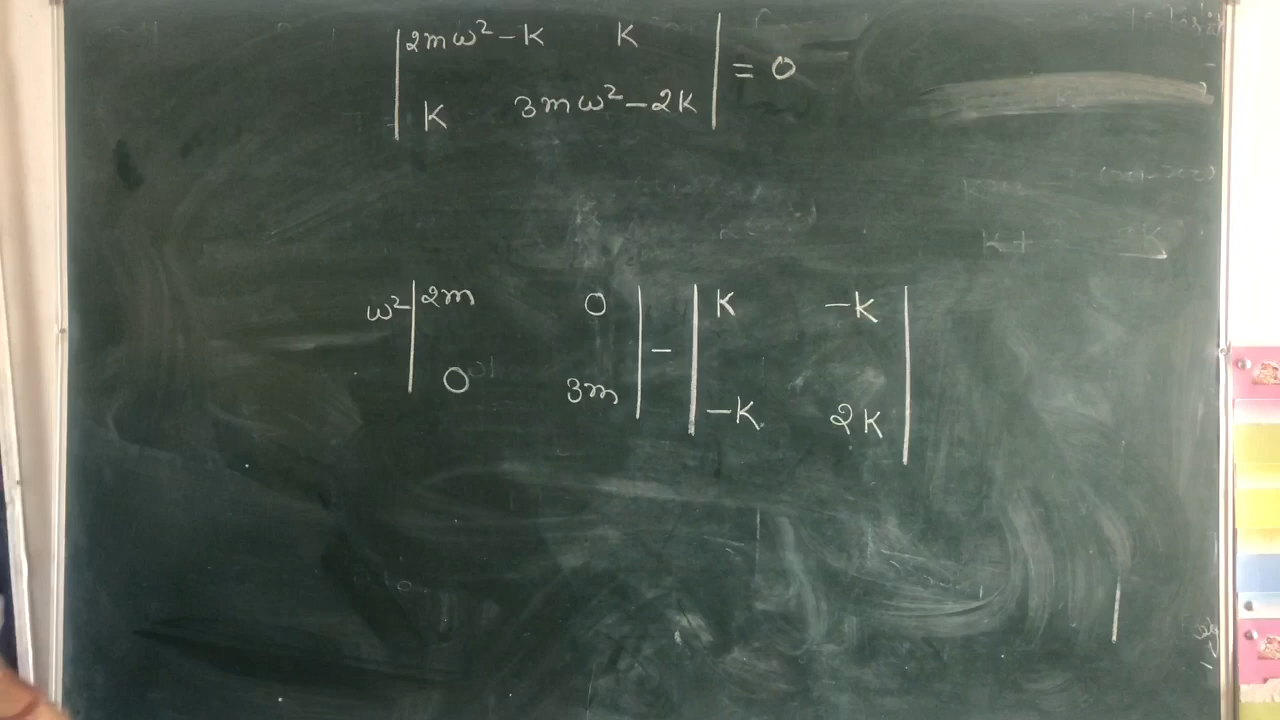 |2mω² - K K| = 0
|K 3mω² - 2K|
ω² |2m 0| - |K -K|
|0 3m| |-K 2K|